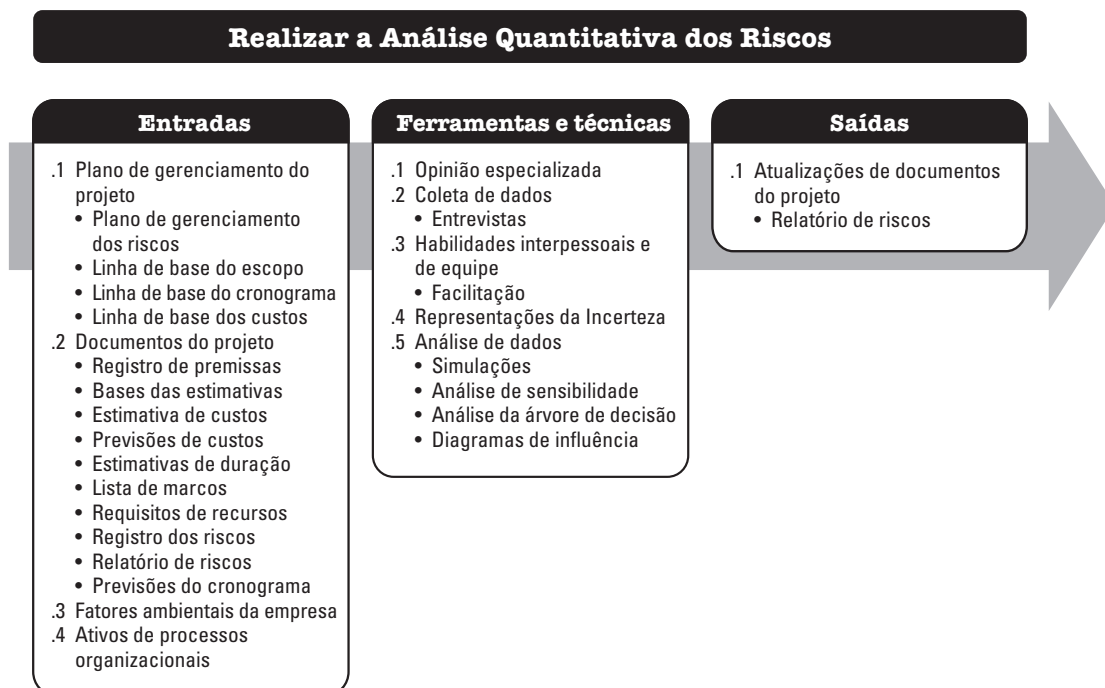 Realizar a Análise Quantitativa dos Riscos
Entradas
.1 Plano de gerenciamento do
projeto
• Plano de gerenciamento
dos riscos
• Linha de base do escopo
• Linha de base do cronograma
• Linha de base dos custos
.2 Documentos do projeto
• Registro de premissas
• Bases das estimativas
• Estimativa de custos
• Previsões de custos
• Estimativas de duração
• Lista de marcos
• Requisitos de recursos
• Registro dos riscos
• Relatório de riscos
• Previsões do cronograma
.3 Fatores ambientais da empresa
.4 Ativos de processos
organizacionais
Ferramentas e técnicas
.1 Opinião especializada
.2 Coleta de dados
• Entrevistas
.3 Habilidades interpessoais e
de equipe
• Facilitação
.4 Representações da Incerteza
.5 Análise de dados
• Simulações
• Análise de sensibilidade
• Análise da árvore de decisão
• Diagramas de influência
Saídas
.1 Atualizações de documentos
do projeto
• Relatório de riscos